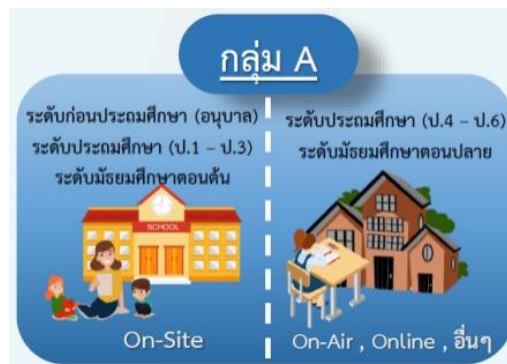 กลุ่ม A
ระดับก่อนประถมศึกษา (อนุบาล)
ระดับประถมศึกษา (ป.1 – ป.3)
ระดับมัธยมศึกษาตอนต้น
SCHOOL
On-Site
ระดับประถมศึกษา (ป.4 – ป.6)
ระดับมัธยมศึกษาตอนปลาย
On-Air , Online , อื่นๆ